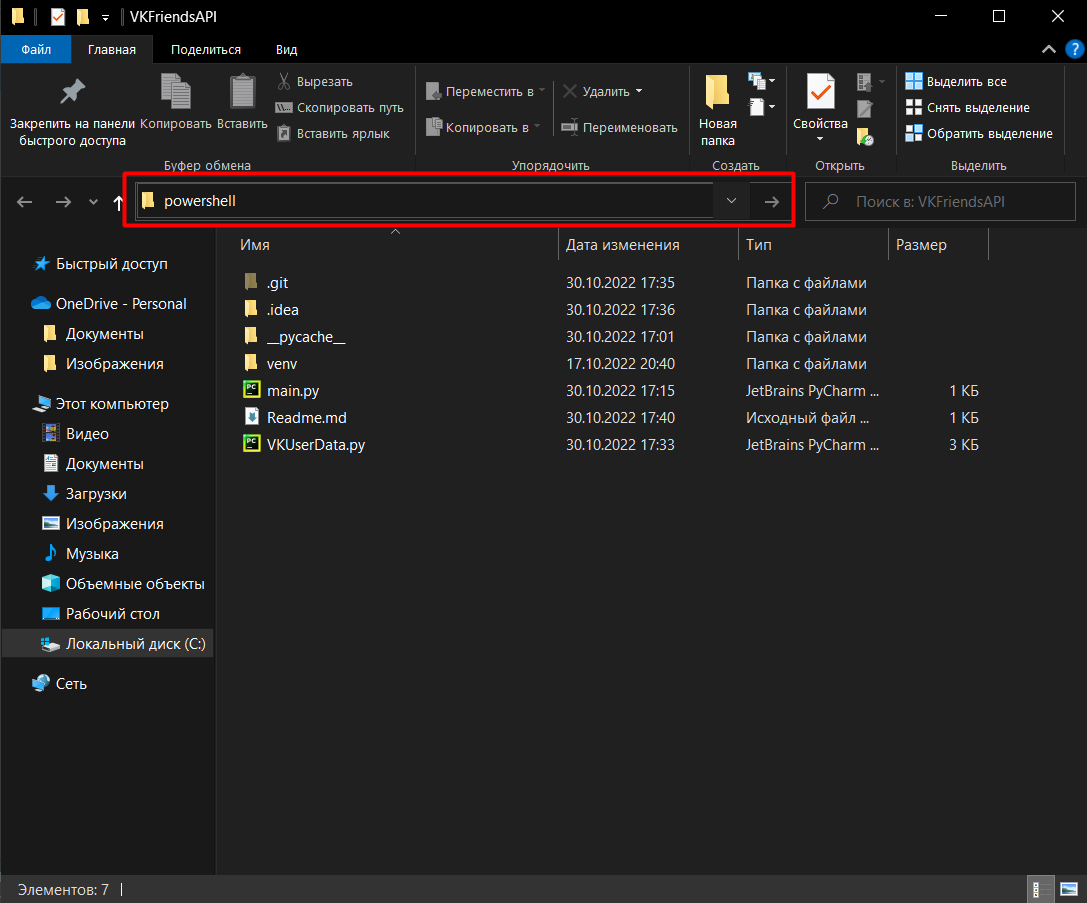 VKFriendsAPI
Файл Главная Поделиться Вид
Закрепить на панели быстрого доступа
Копировать
Вставить
Вырезать
Скопировать путь
Вставить ярлык
Буфер обмена
Переместить в
Копировать в
Удалить
Переименовать
Упорядочить
Новая папка
Создать
Свойства
Открыть
Выделить все
Снять выделение
Обратить выделение
Выделить
powershell
Поиск в: VKFriendsAPI
Быстрый доступ
OneDrive - Personal
Документы
Изображения
Этот компьютер
Видео
Документы
Загрузки
Изображения
Музыка
Объемные объекты
Рабочий стол
Локальный диск (C:)
Сеть
Имя Дата изменения Тип Размер
.git 30.10.2022 17:35 Папка с файлами
.idea 30.10.2022 17:36 Папка с файлами
__pycache__ 30.10.2022 17:01 Папка с файлами
venv 17.10.2022 20:40 Папка с файлами
main.py 30.10.2022 17:15 JetBrains PyCharm ... 1 КБ
Readme.md 30.10.2022 17:40 Исходный файл ... 1 КБ
VKUserData.py 30.10.2022 17:33 JetBrains PyCharm ... 3 КБ
Элементов: 7